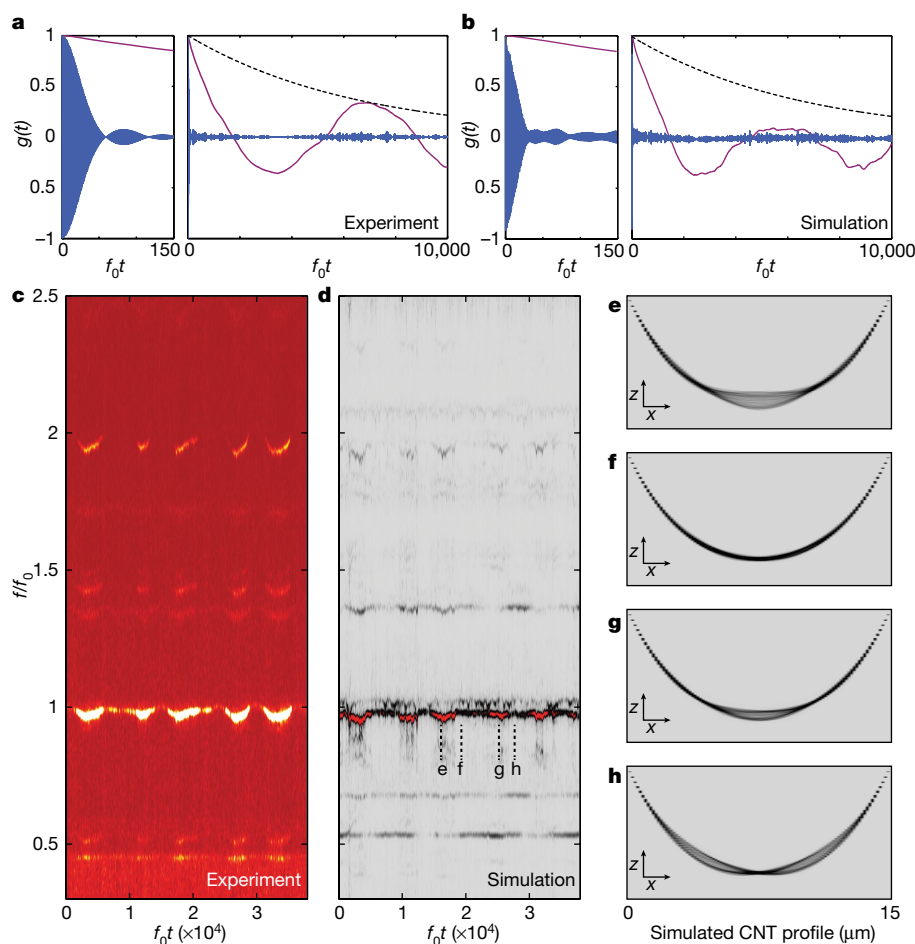 a
b
1
0.5
0
0.5
−1
g(t)
0 150
0 10,000
f₀t
f₀t
Experiment
1
0.5
0
0.5
−1
g(t)
0 150
0 10,000
f₀t
f₀t
Simulation
c
d
2.5
2
1.5
1
0.5
f/f₀
Experiment
0 1 2 3
f₀t (×10⁴)
e f g h
Simulation
0 1 2 3
f₀t (×10⁴)
e
z
x
f
z
x
g
z
x
h
z
x
0 15
Simulated CNT profile (μm)